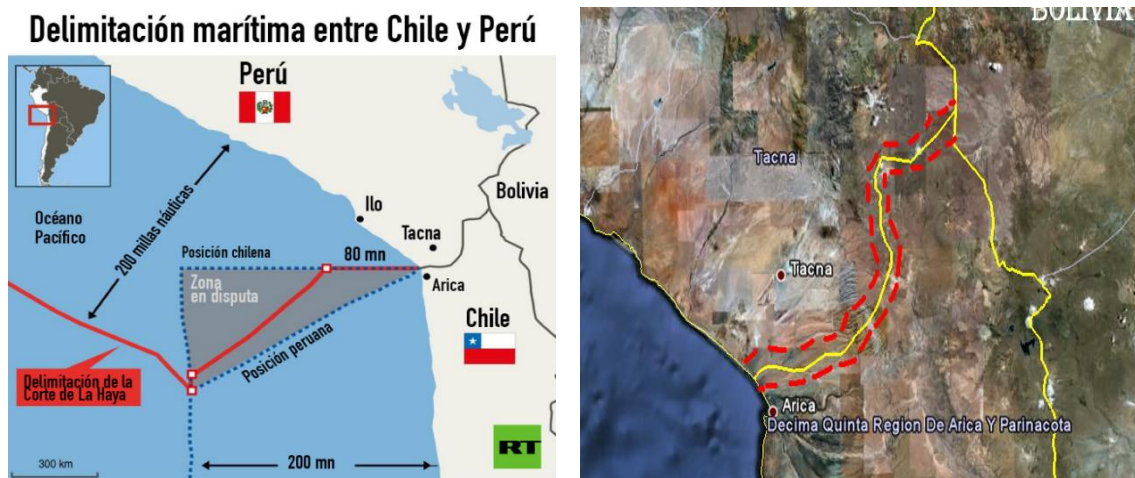 Delimitación marítima entre Chile y Perú
Perú
200 millas náuticas
Océano
Pacífico
Ilo
Bolivia
Tacna
Posición chilena
80 mn
Zona
en disputa
Arica
Posición peruana
Chile
Delimitación de la
Corte de La Haya
RT
300 km
200 mn
BOLIVIA
Tacna
Tacna
Arica
Decima Quinta Region De Arica Y Parinacota